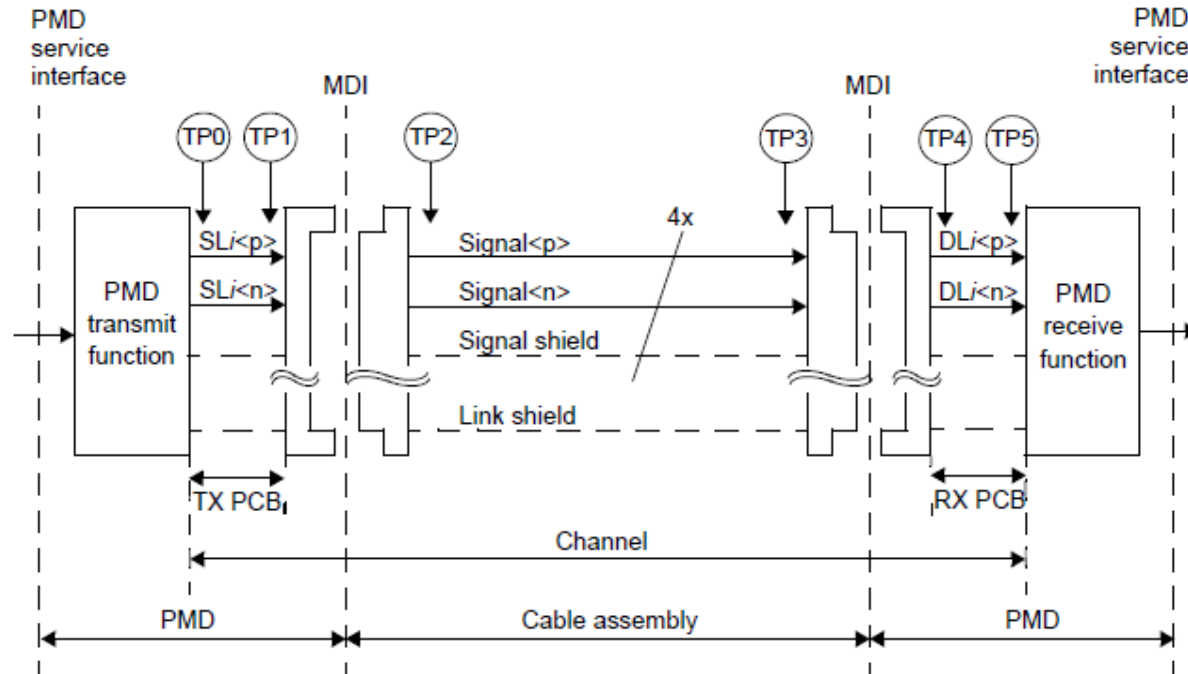 PMD
service
interface
PMD
service
interface
MDI
MDI
TP0
TP1
TP2
TP3
TP4
TP5
4x
SLi<p>
Signal<p>
DLi<p>
SLi<n>
Signal<n>
DLi<n>
PMD
transmit
function
PMD
receive
function
Signal shield
Link shield
TX PCB
RX PCB
Channel
PMD
Cable assembly
PMD